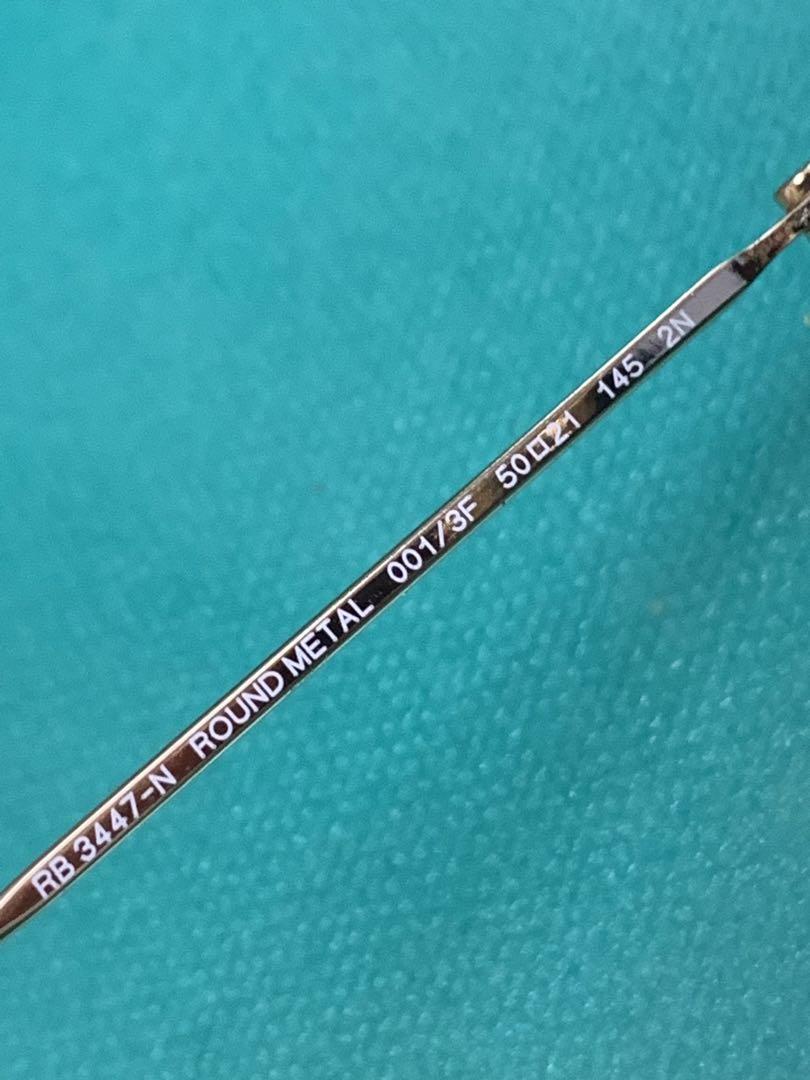 RB 3447-N ROUND METAL 001/3F 50□21 145 2N